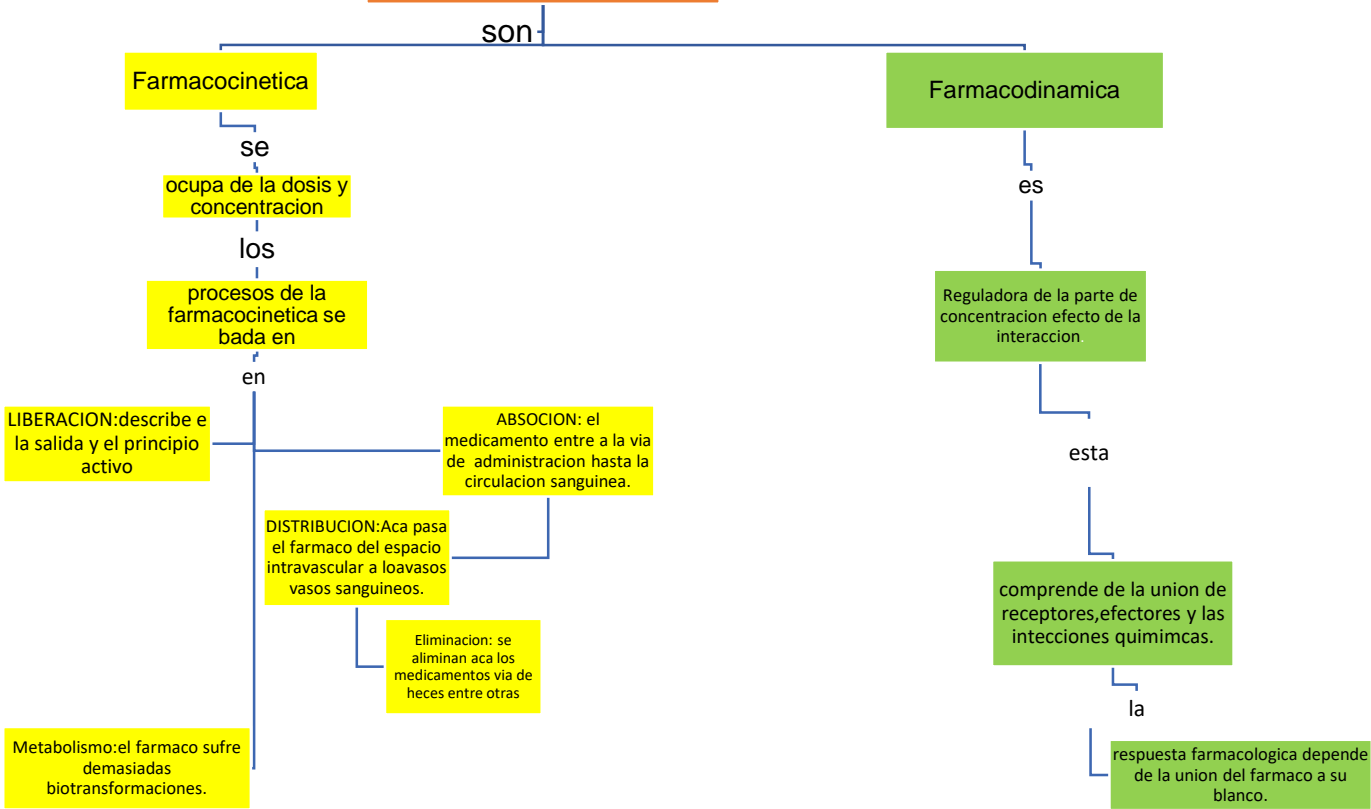 son
Farmacocinetica
se
ocupa de la dosis y
concentracion
los
procesos de la
farmacocinetica se
bada en
en
LIBERACION:describe e
la salida y el principio
activo
ABSOCION: el
medicamento entre a la via
de administracion hasta la
circulacion sanguinea.
DISTRIBUCION:Aca pasa
el farmaco del espacio
intravascular a loavasos
vasos sanguineos.
Eliminacion: se
aliminan aca los
medicamentos via de
heces entre otras
Metabolismo:el farmaco sufre
demasiadas
biotransformaciones.
Farmacodinamica
es
Reguladora de la parte de
concentracion efecto de la
interaccion.
esta
comprende de la union de
receptores,efectores y las
intecciones quimimcas.
la
respuesta farmacologica depende
de la union del farmaco a su
blanco.